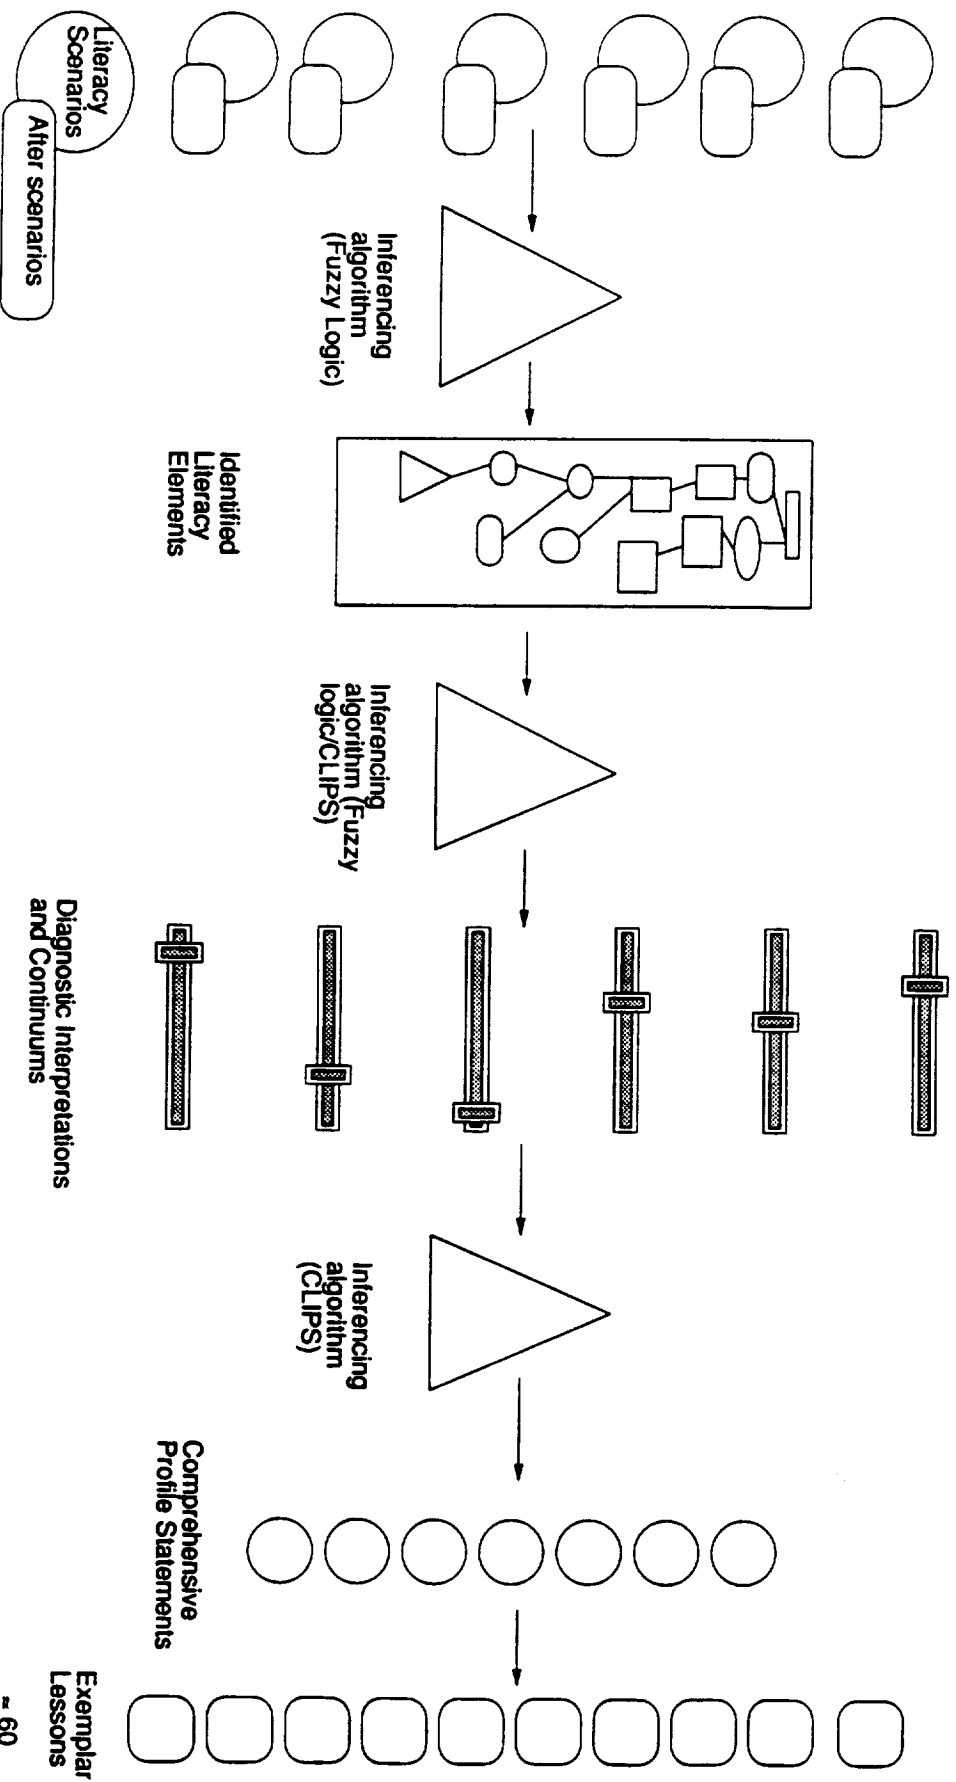 Literacy
Scenarios
After scenarios
Inferencing
algorithm
(Fuzzy Logic)
Identified
Literacy
Elements
Inferencing
algorithm (Fuzzy
logic/CLIPS)
Diagnostic Interpretations
and Continuums
Inferencing
algorithm
(CLIPS)
Comprehensive
Profile Statements
Exemplar
Lessons
≈ 60